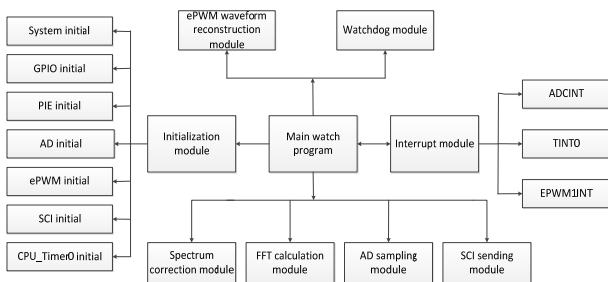 System initial
GPIO initial
PIE initial
AD initial
ePWM initial
SCI initial
CPU_Timer0 initial
ePWM waveform
reconstruction
module
Watchdog module
Initialization
module
Main watch
program
Interrupt module
ADCINT
TINT0
EPWM1INT
Spectrum
correction module
FFT calculation
module
AD sampling
module
SCI sending
module